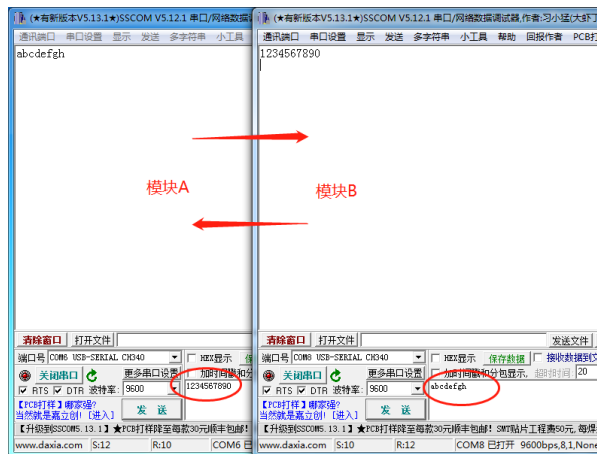 (★有新版本V5.13.1★)SSCOM V5.12.1 串口/网络数据调
通讯端口 串口设置 显示 发送 多字符串 小工具
abcdefgh
模块A
清除窗口 打开文件
端口号 COM6 USB-SERIAL CH340 HEX显示
关闭串口 更多串口设置 加时间戳和分
RTS DTR 波特率: 9600 1234567890
【PCB打样】哪家强?
当然就是嘉立创! [进入] 发 送
【升级到SSCOM5.13.1】★PCB打样降至每款30元顺丰包邮!
www.daxia.com S:12 R:10 COM6 已
(★有新版本V5.13.1★)SSCOM V5.12.1 串口/网络数据调试器,作者:习小猛(大虾丁
通讯端口 串口设置 显示 发送 多字符串 小工具 帮助 回报作者 PCB打
1234567890
模块B
清除窗口 打开文件 发送文件
端口号 COM8 USB-SERIAL CH340 HEX显示 保存数据 接收数据到文
关闭串口 更多串口设置 加时间戳和分包显示, 超时时间: 20
RTS DTR 波特率: 9600 abcdefgh
【PCB打样】哪家强?
当然就是嘉立创! [进入] 发 送
【升级到SSCOM5.13.1】★PCB打样降至每款30元顺丰包邮! SMT贴片工程费50元,每焊
www.daxia.com S:10 R:12 COM8 已打开 9600bps,8,1,None